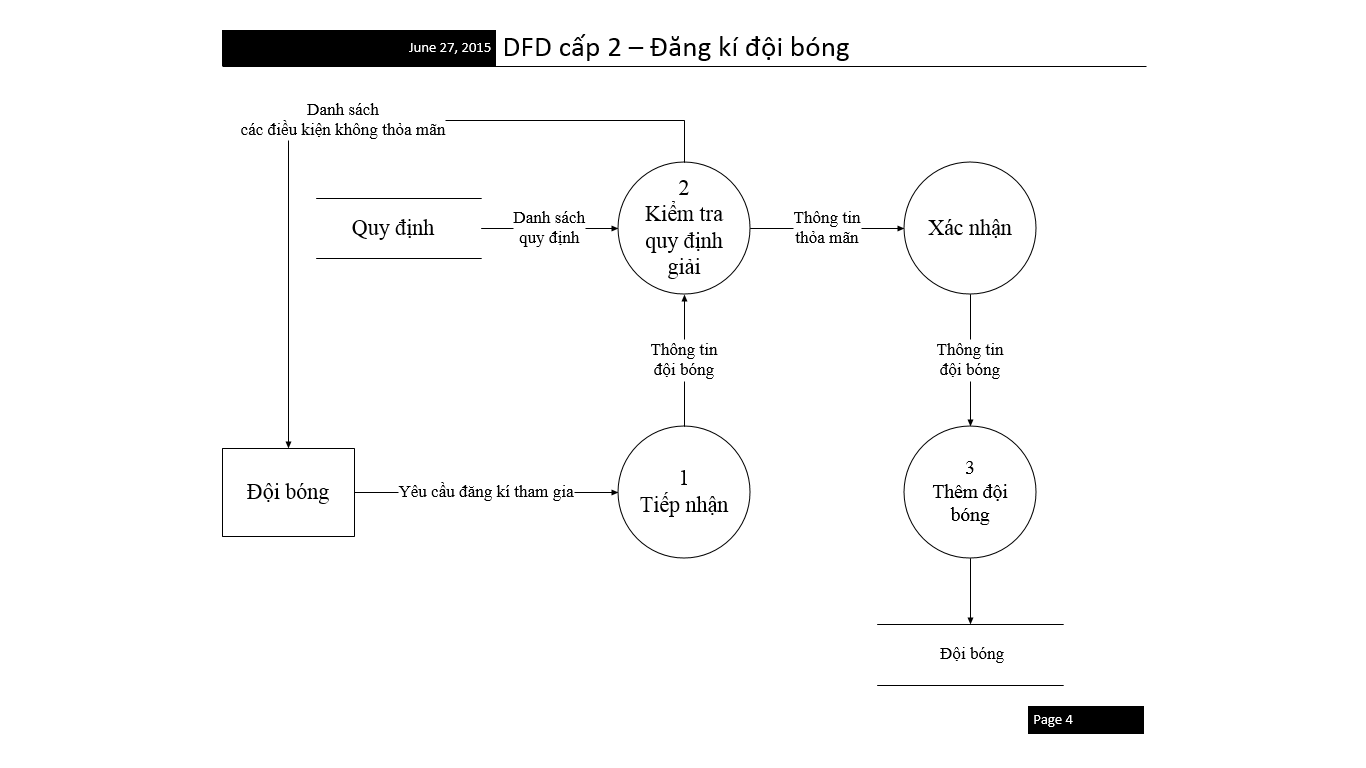 June 27, 2015
DFD cấp 2 – Đăng kí đội bóng
Danh sách
các điều kiện không thỏa mãn
Quy định
Danh sách
quy định
2
Kiểm tra
quy định
giải
Thông tin
thỏa mãn
Xác nhận
Thông tin
đội bóng
Thông tin
đội bóng
Đội bóng
Yêu cầu đăng kí tham gia
1
Tiếp nhận
3
Thêm đội
bóng
Đội bóng
Page 4